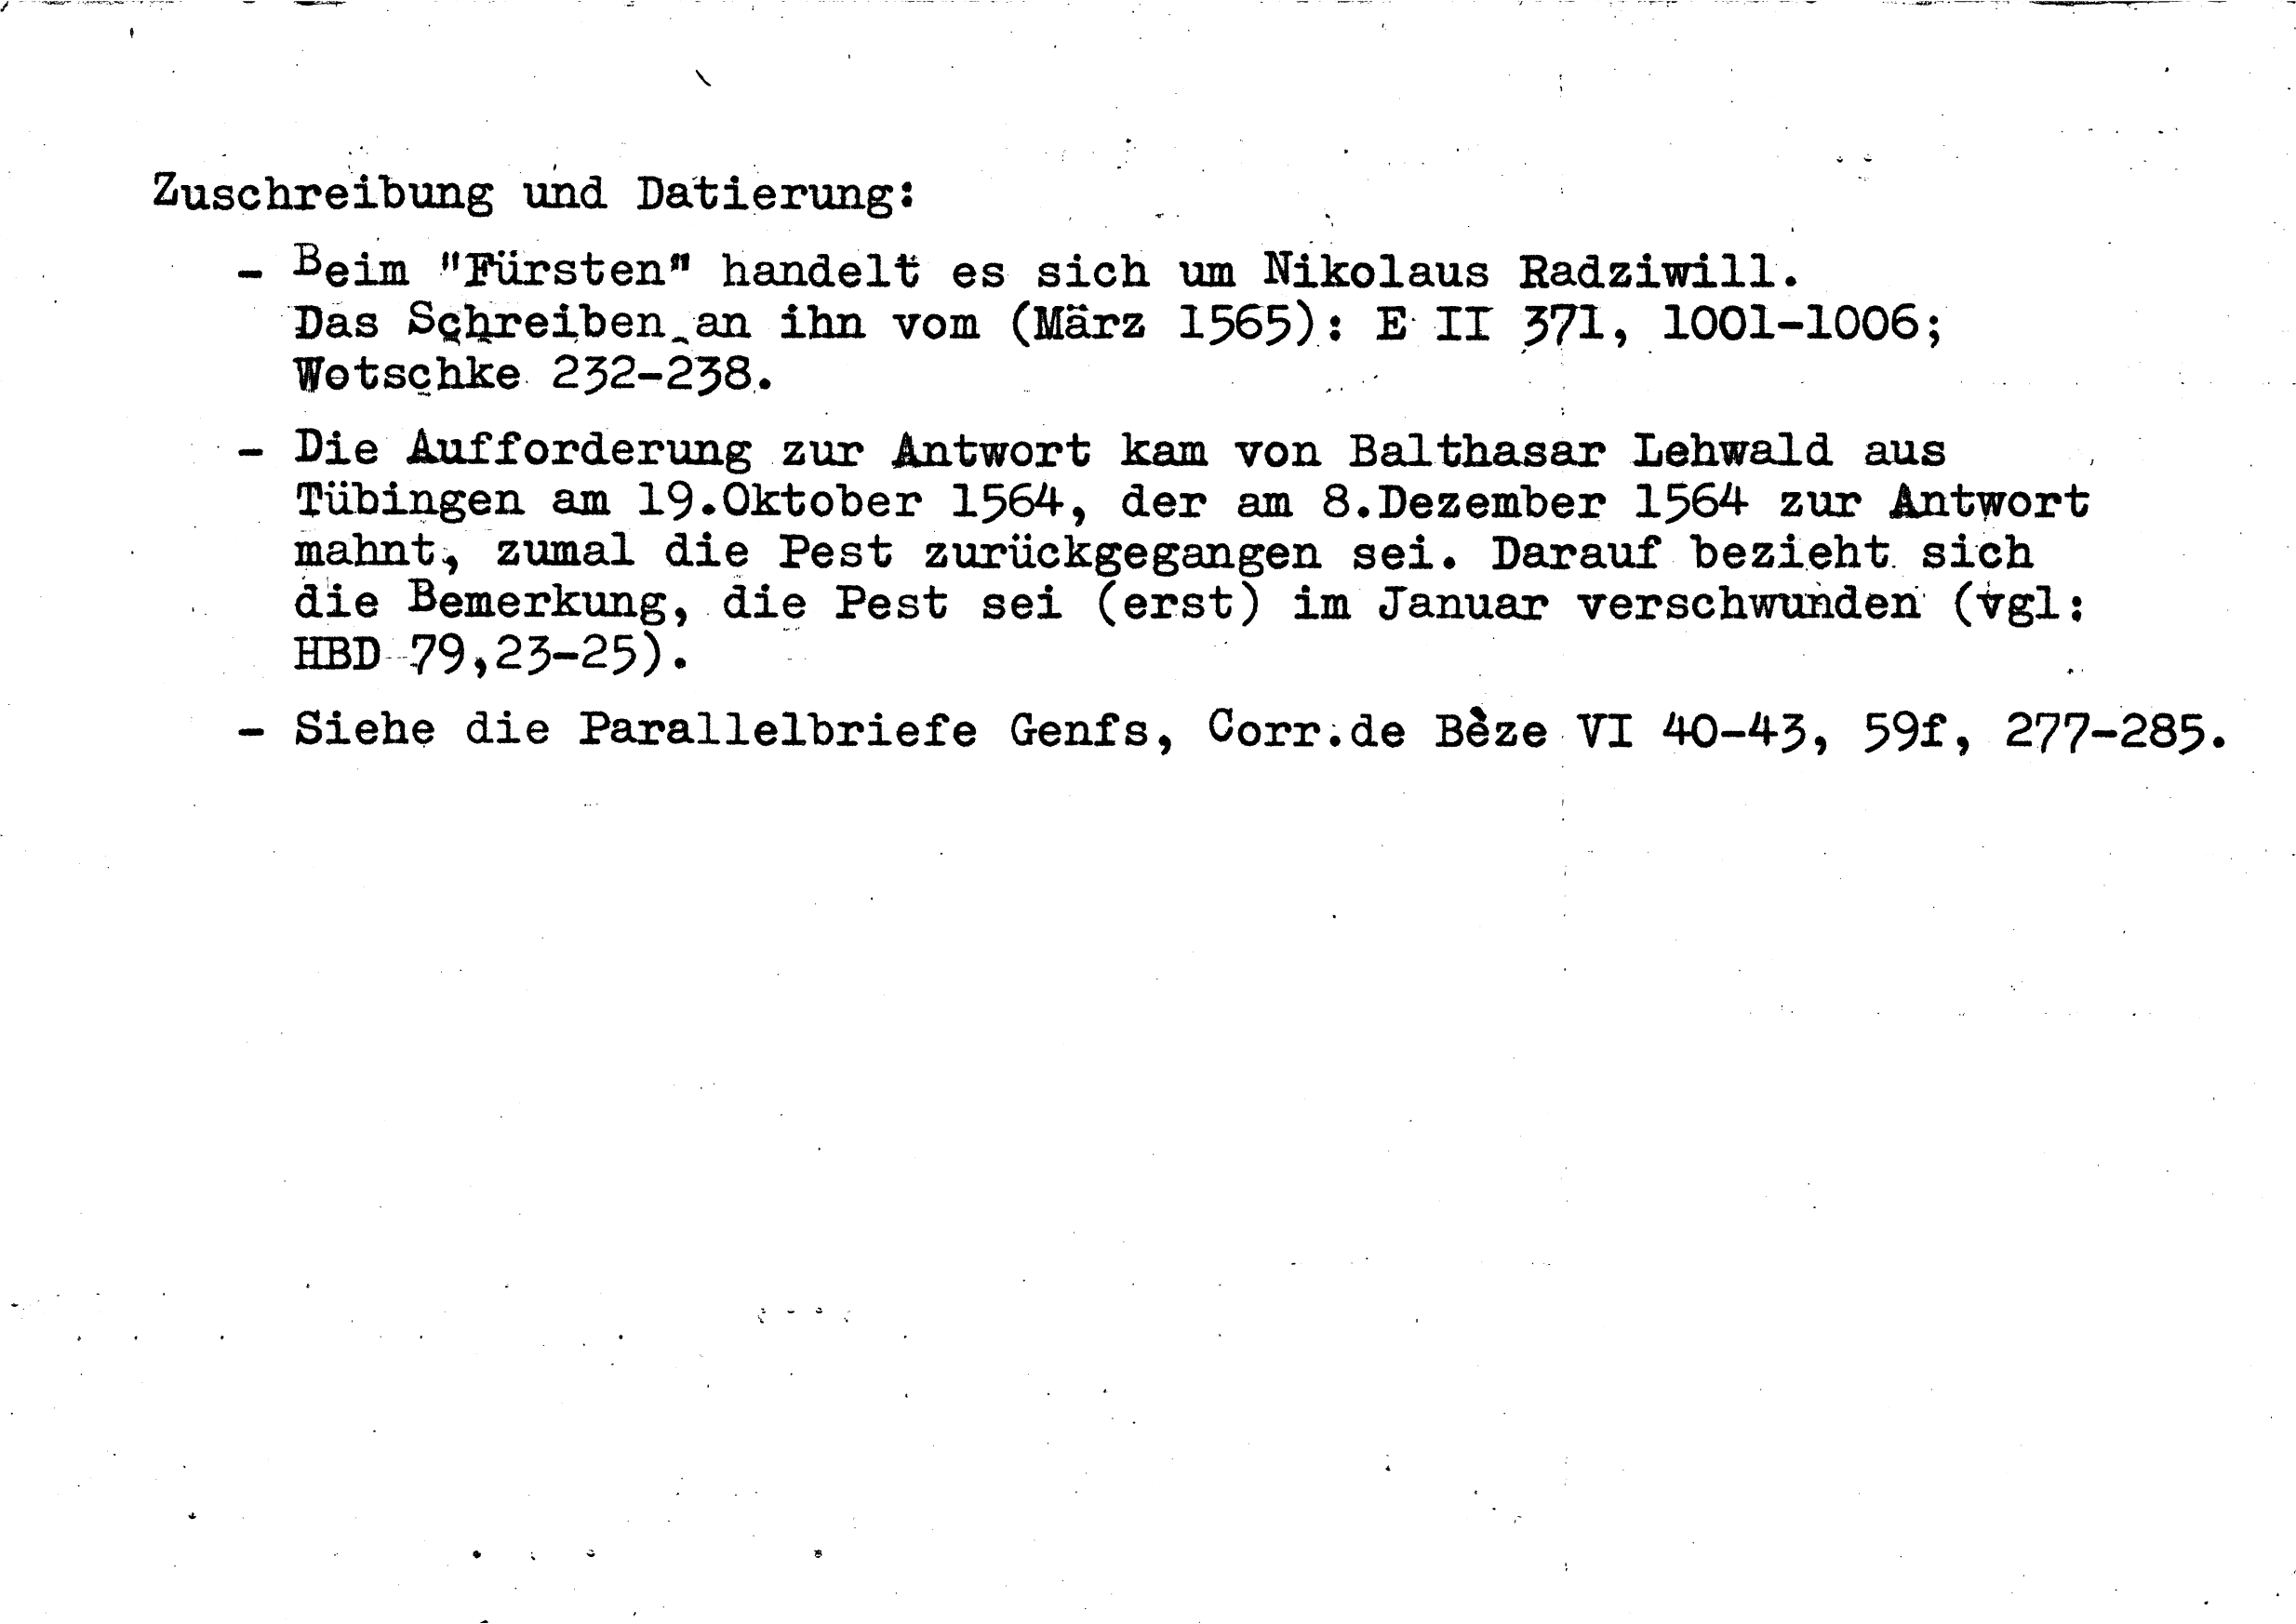 Zuschreibung und Datierung:
- Beim "Fürsten" handelt es sich um Nikolaus Radziwill.
Das Schreiben an ihn vom (März 1565): E II 371, 1001-1006;
Wotschke 232-238.
- Die Aufforderung zur Antwort kam von Balthasar Lehwald aus
Tübingen am 19.Oktober 1564, der am 8.Dezember 1564 zur Antwort
mahnt, zumal die Pest zurückgegangen sei. Darauf bezieht sich
die Bemerkung, die Pest sei (erst) im Januar verschwunden (vgl:
HBD 79,23-25).
- Siehe die Parallelbriefe Genfs, Corr.de Bèze VI 40-43, 59f, 277-285.